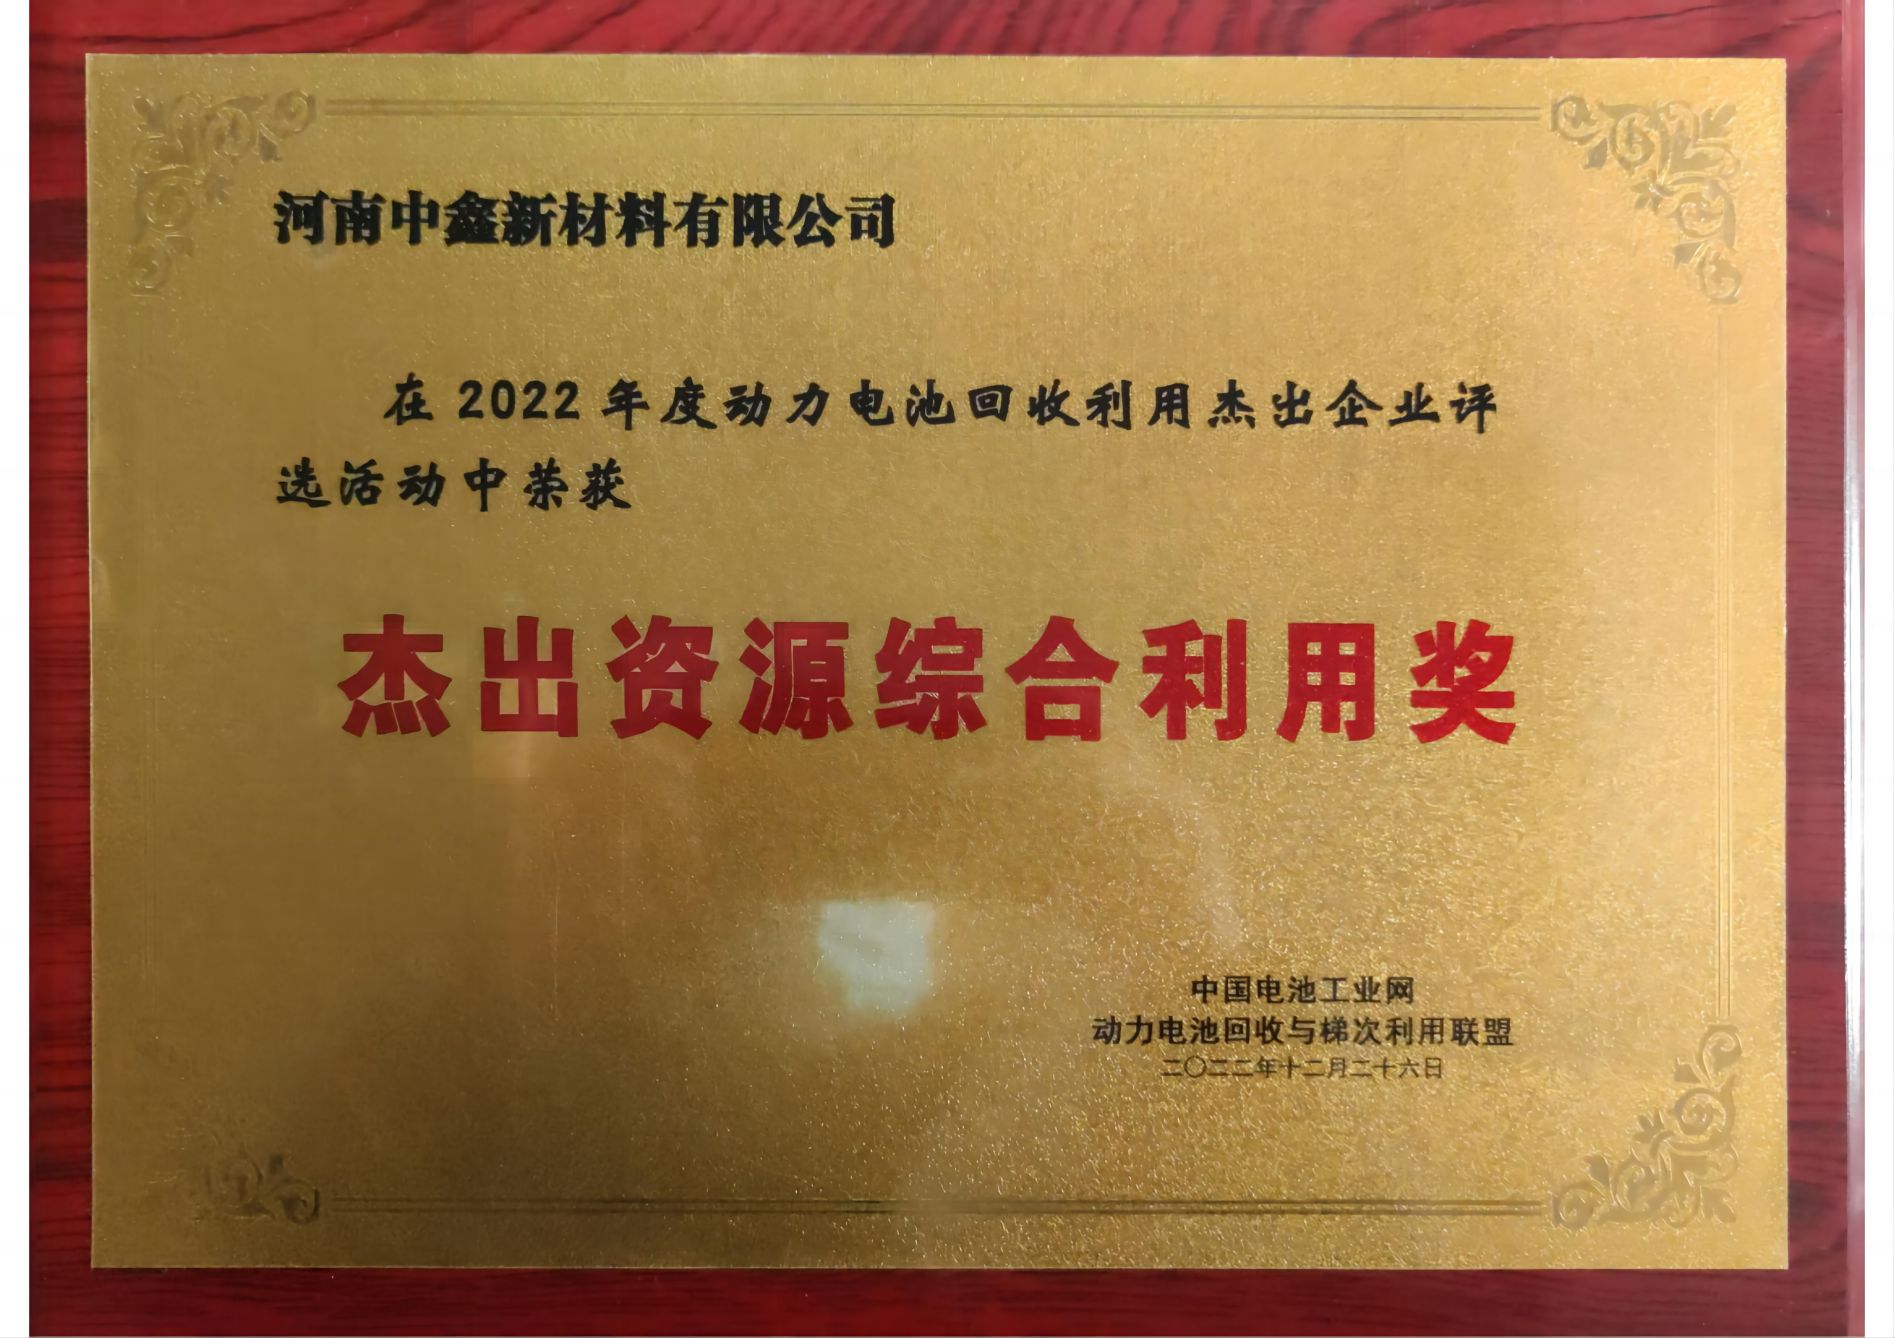 河南中鑫新材料有限公司
在2022年度动力电池回收利用杰出企业评
选活动中荣获
杰出资源综合利用奖
中国电池工业网
动力电池回收与梯次利用联盟
二〇二二年十二月二十六日